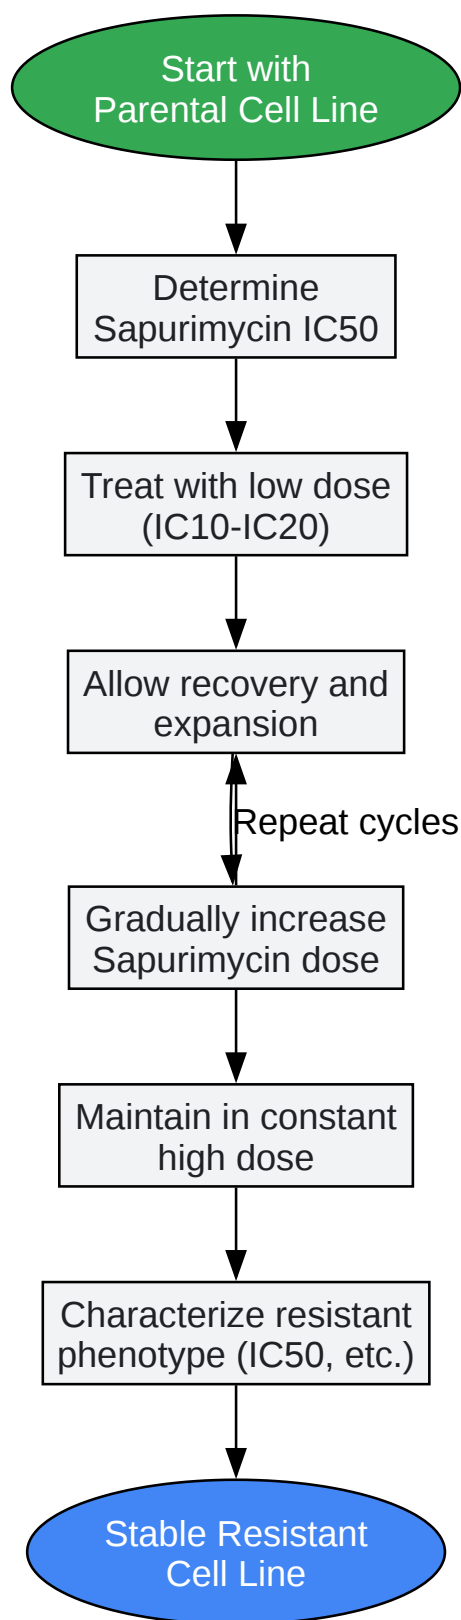 Start with
Parental Cell Line
Determine
Sapurimycin IC50
Treat with low dose
(IC10-IC20)
Allow recovery and
expansion
Repeat cycles
Gradually increase
Sapurimycin dose
Maintain in constant
high dose
Characterize resistant
phenotype (IC50, etc.)
Stable Resistant
Cell Line